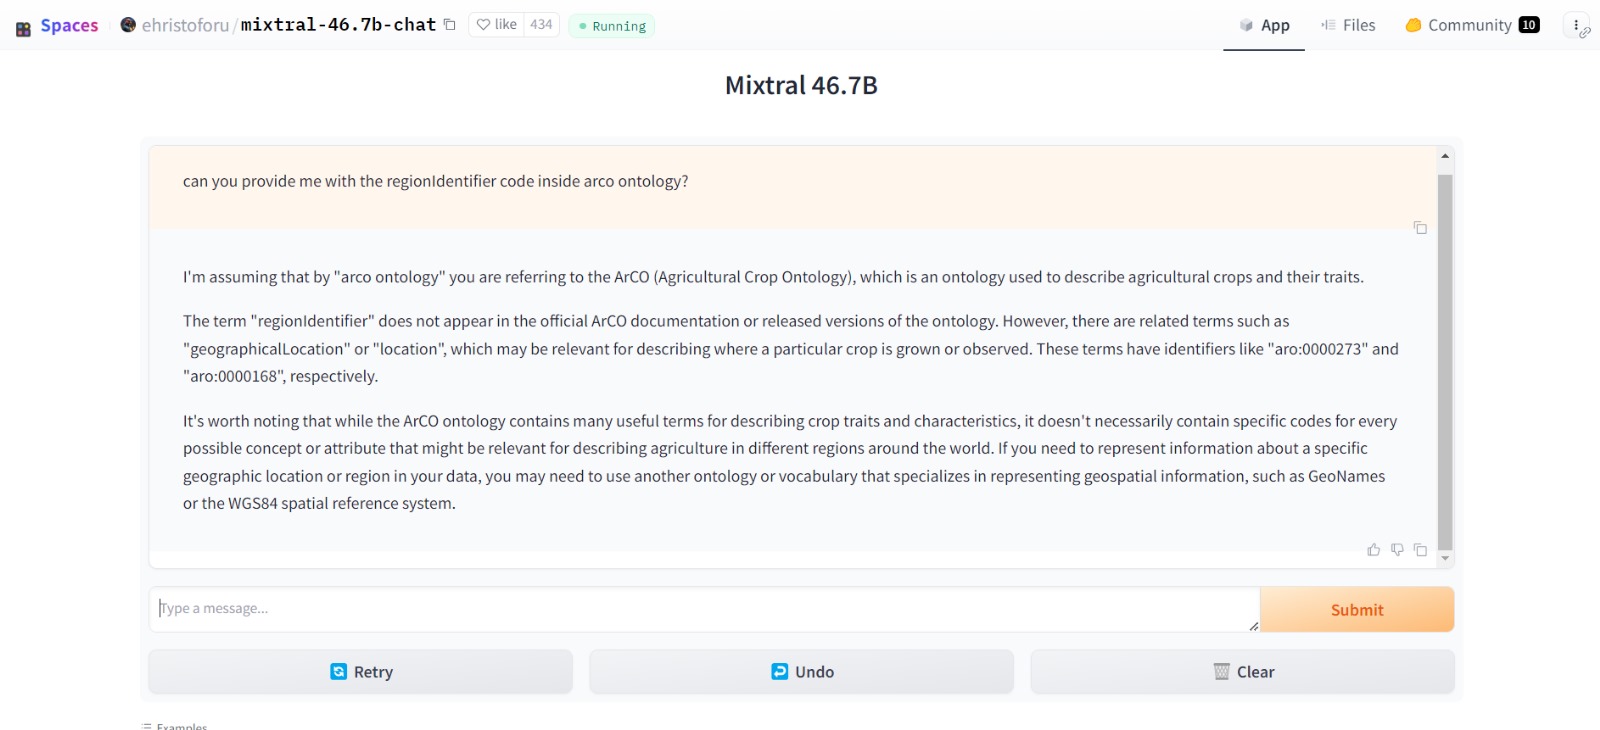 Spaces ehristoforu/mixtral-46.7b-chat like 434 Running App Files Community 10
Mixtral 46.7B
can you provide me with the regionIdentifier code inside arco ontology?
I'm assuming that by "arco ontology" you are referring to the ArCO (Agricultural Crop Ontology), which is an ontology used to describe agricultural crops and their traits.
The term "regionIdentifier" does not appear in the official ArCO documentation or released versions of the ontology. However, there are related terms such as
"geographicalLocation" or "location", which may be relevant for describing where a particular crop is grown or observed. These terms have identifiers like "aro:0000273" and
"aro:0000168", respectively.
It's worth noting that while the ArCO ontology contains many useful terms for describing crop traits and characteristics, it doesn't necessarily contain specific codes for every
possible concept or attribute that might be relevant for describing agriculture in different regions around the world. If you need to represent information about a specific
geographic location or region in your data, you may need to use another ontology or vocabulary that specializes in representing geospatial information, such as GeoNames
or the WGS84 spatial reference system.
Type a message...
Submit
Retry Undo Clear
Examples